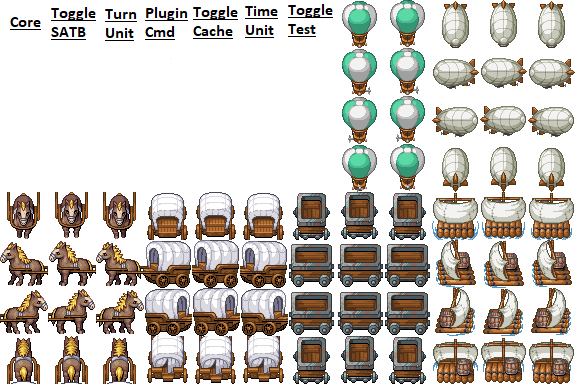 Core
Toggle
SATB
Turn
Unit
Plugin
Cmd
Toggle
Cache
Time
Unit
Toggle
Test